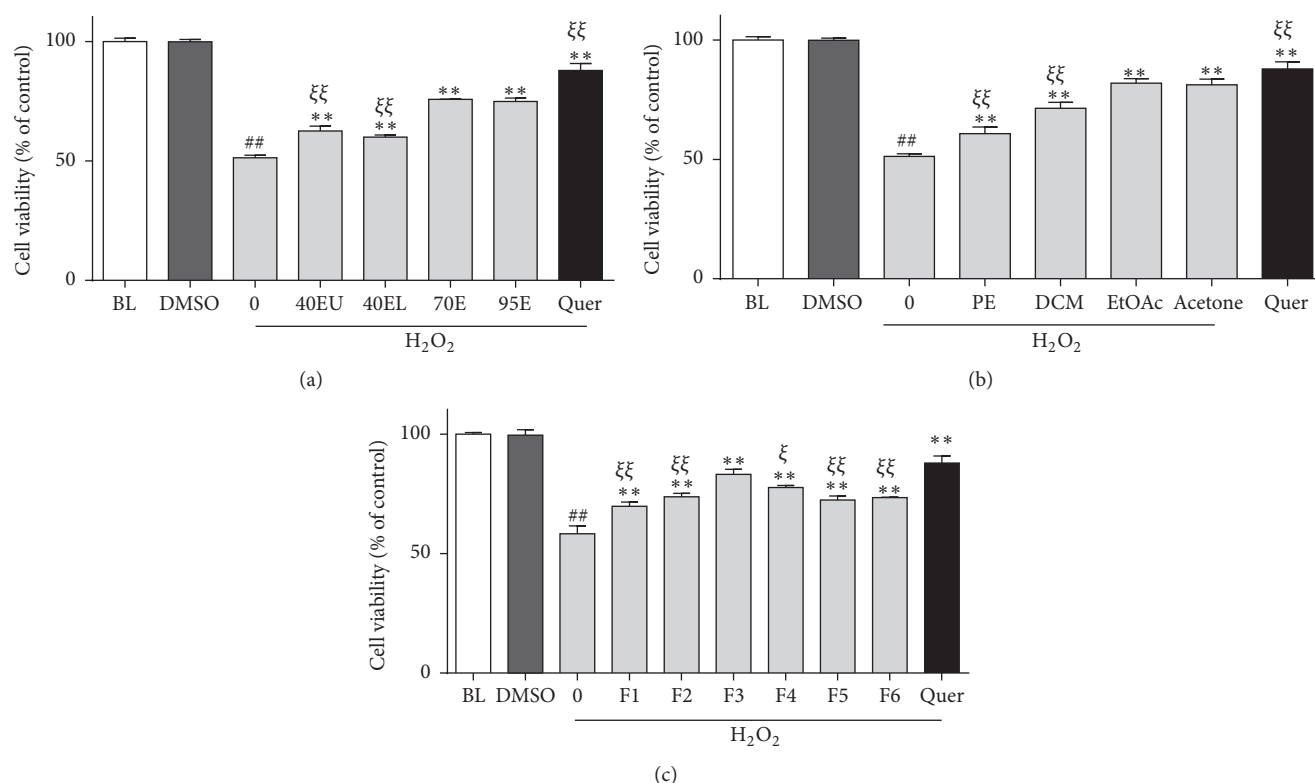 Cell viability (% of control)
100
50
0
##
ξξ
**
ξξ
**
**
**
ξξ
**
BL DMSO 0 40EU 40EL 70E 95E Quer
H₂O₂
(a)
Cell viability (% of control)
100
50
0
##
ξξ
**
ξξ
**
**
**
ξξ
**
BL DMSO 0 PE DCM EtOAc Acetone Quer
H₂O₂
(b)
Cell viability (% of control)
100
50
0
##
ξξ
**
ξξ
**
**
ξ
**
ξξ
**
ξξ
**
**
BL DMSO 0 F1 F2 F3 F4 F5 F6 Quer
H₂O₂
(c)